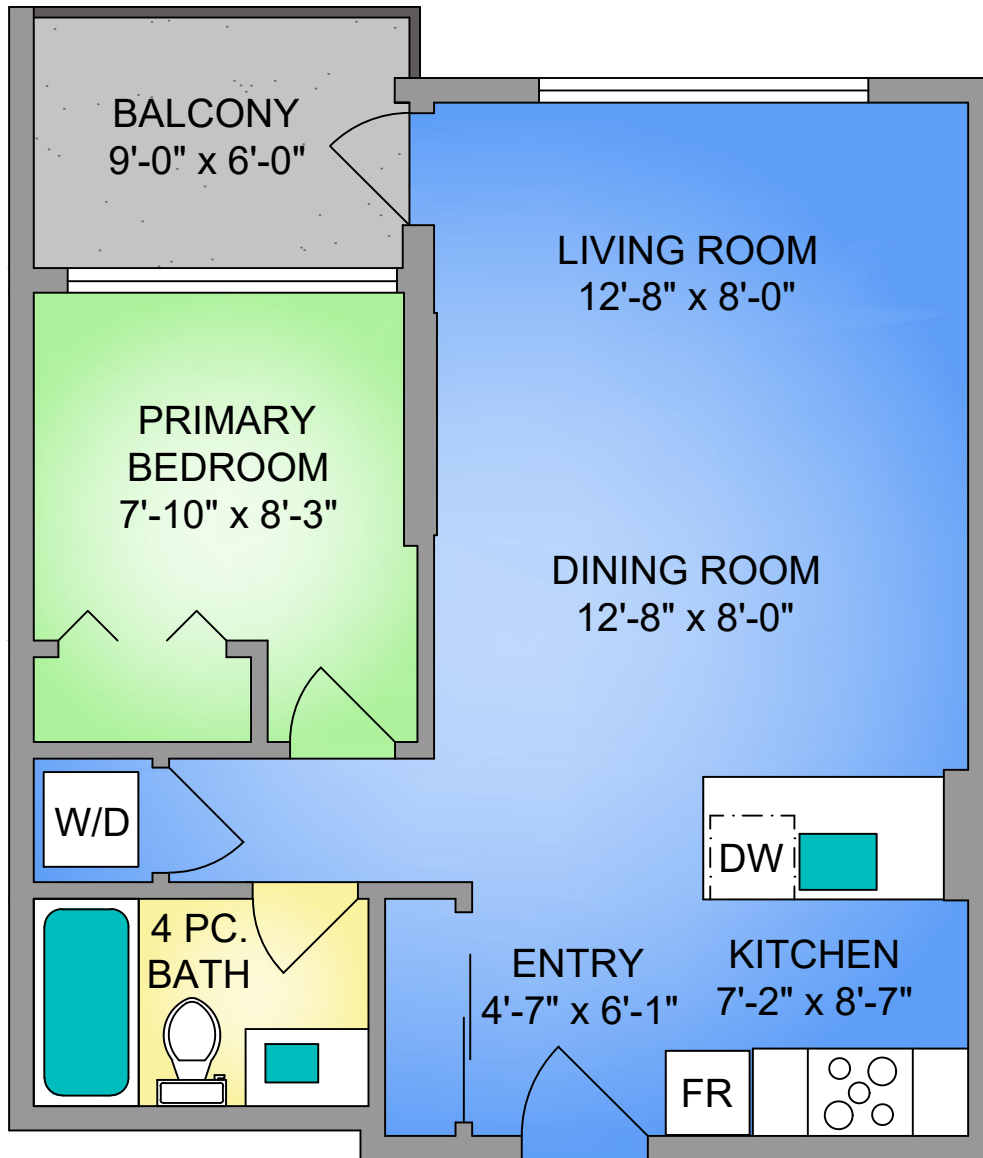 BALCONY
9'-0" x 6'-0"
LIVING ROOM
12'-8" x 8'-0"
PRIMARY
BEDROOM
7'-10" x 8'-3"
DINING ROOM
12'-8" x 8'-0"
W/D
DW
4 PC.
BATH
ENTRY
4'-7" x 6'-1"
KITCHEN
7'-2" x 8'-7"
FR